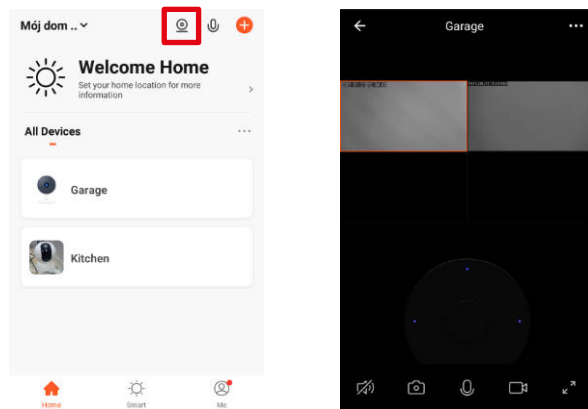 Mój dom ..
Welcome Home
Set your home location for more
information
All Devices
...
Garage
Kitchen
Home
Smart
Me
Garage
...